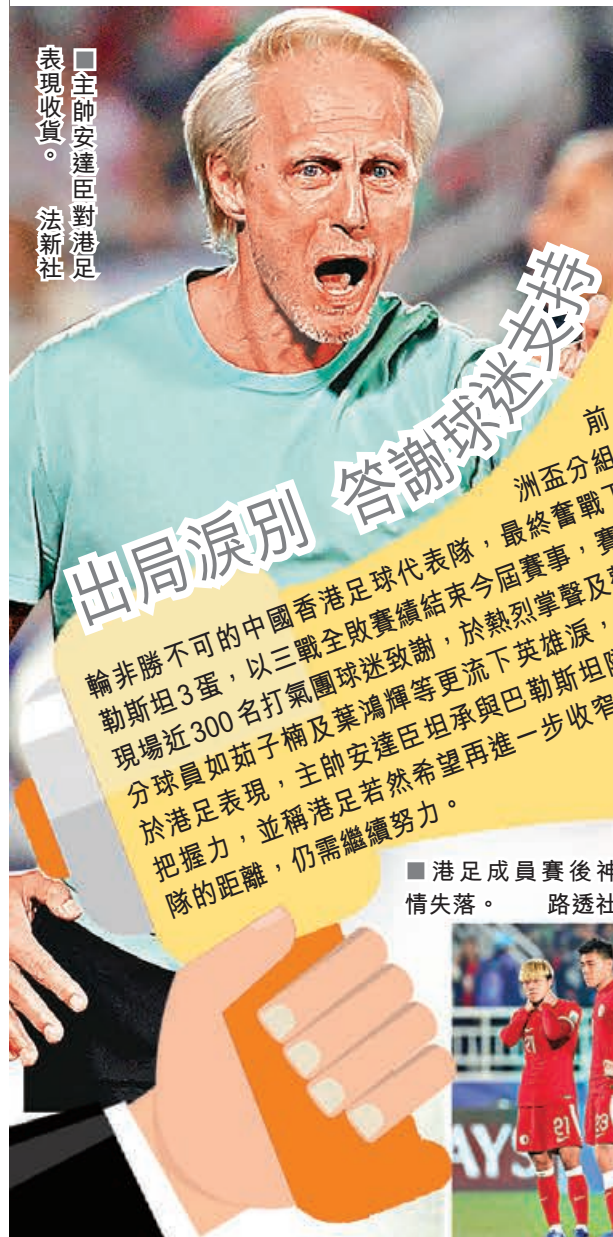 ■主帥安達臣對港足
表現收貨。 法新社
出局淚別 答謝球迷支持
前
洲盃分組
輪非勝不可的中國香港足球代表隊，最終奮戰
勒斯坦3蛋，以三戰全敗賽績結束今屆賽事，賽
現場近300名打氣團球迷致謝，於熱烈掌聲及
分球員如茹子楠及葉鴻輝等更流下英雄淚，
於港足表現，主帥安達臣坦承與巴勒斯坦
把握力，並稱港足若然希望再進一步收窄
隊的距離，仍需繼續努力。
■港足成員賽後神
情失落。 路透社
21
23
AYS